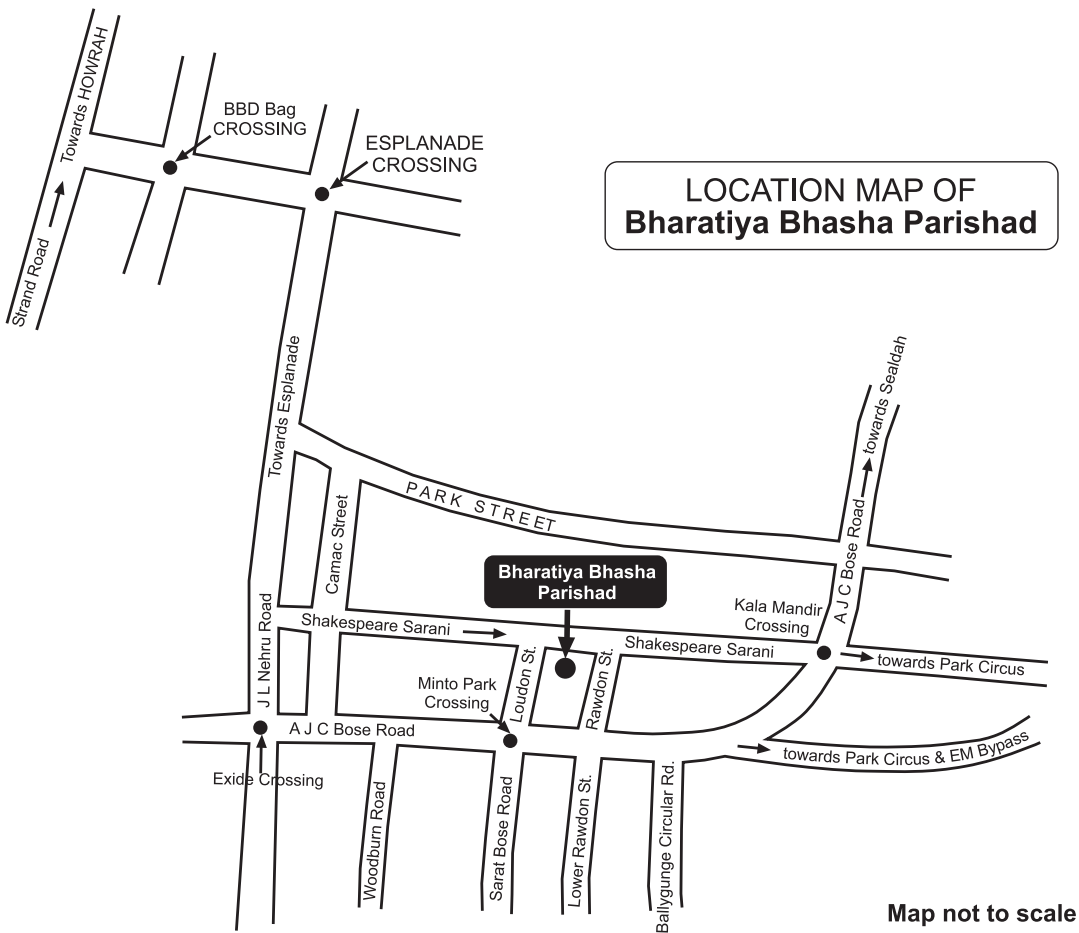 Towards HOWRAH
Strand Road
BBD Bag
CROSSING
ESPLANADE
CROSSING
LOCATION MAP OF
Bharatiya Bhasha Parishad
Towards Esplanade
towards Sealdah
PARK STREET
Camac Street
A J C Bose Road
Bharatiya Bhasha
Parishad
Kala Mandir
Crossing
J L Nehru Road
Shakespeare Sarani
Shakespeare Sarani
towards Park Circus
Loudon St.
Rawdon St.
Minto Park
Crossing
A J C Bose Road
towards Park Circus & EM Bypass
Exide Crossing
Woodburn Road
Sarat Bose Road
Lower Rawdon St.
Ballygunge Circular Rd.
Map not to scale